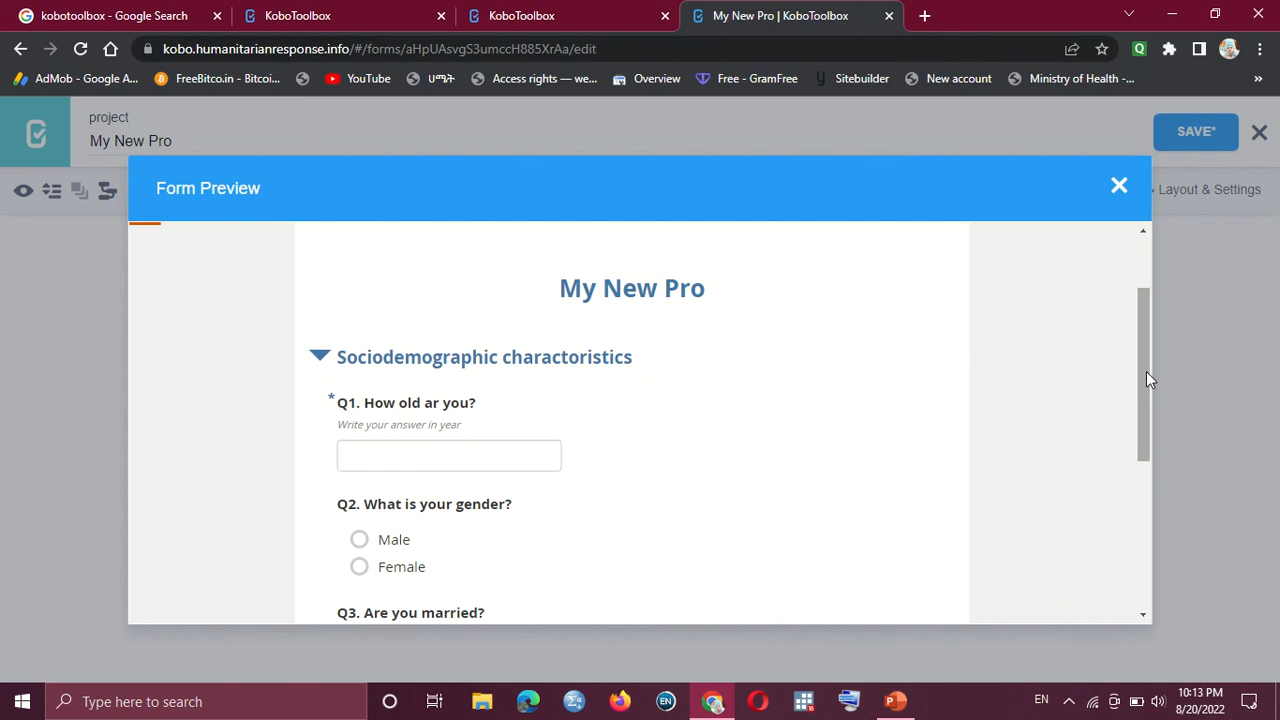 kobotoolbox - Google Search
KoboToolbox
KoboToolbox
My New Pro | KoboToolbox
kobo.humanitarianresponse.info/#/forms/aHpUAsvgS3umccH885XrAa/edit
AdMob - Google A...
FreeBitco.in - Bitcoi...
YouTube
ሀሜት
Access rights — we...
Overview
Free - GramFree
Sitebuilder
New account
Ministry of Health -...
»
project
My New Pro
SAVE*
Layout & Settings
Form Preview
My New Pro
Sociodemographic charactoristics
* Q1. How old ar you?
Write your answer in year
Q2. What is your gender?
Male
Female
Q3. Are you married?
Type here to search
EN
EN
10:13 PM
8/20/2022